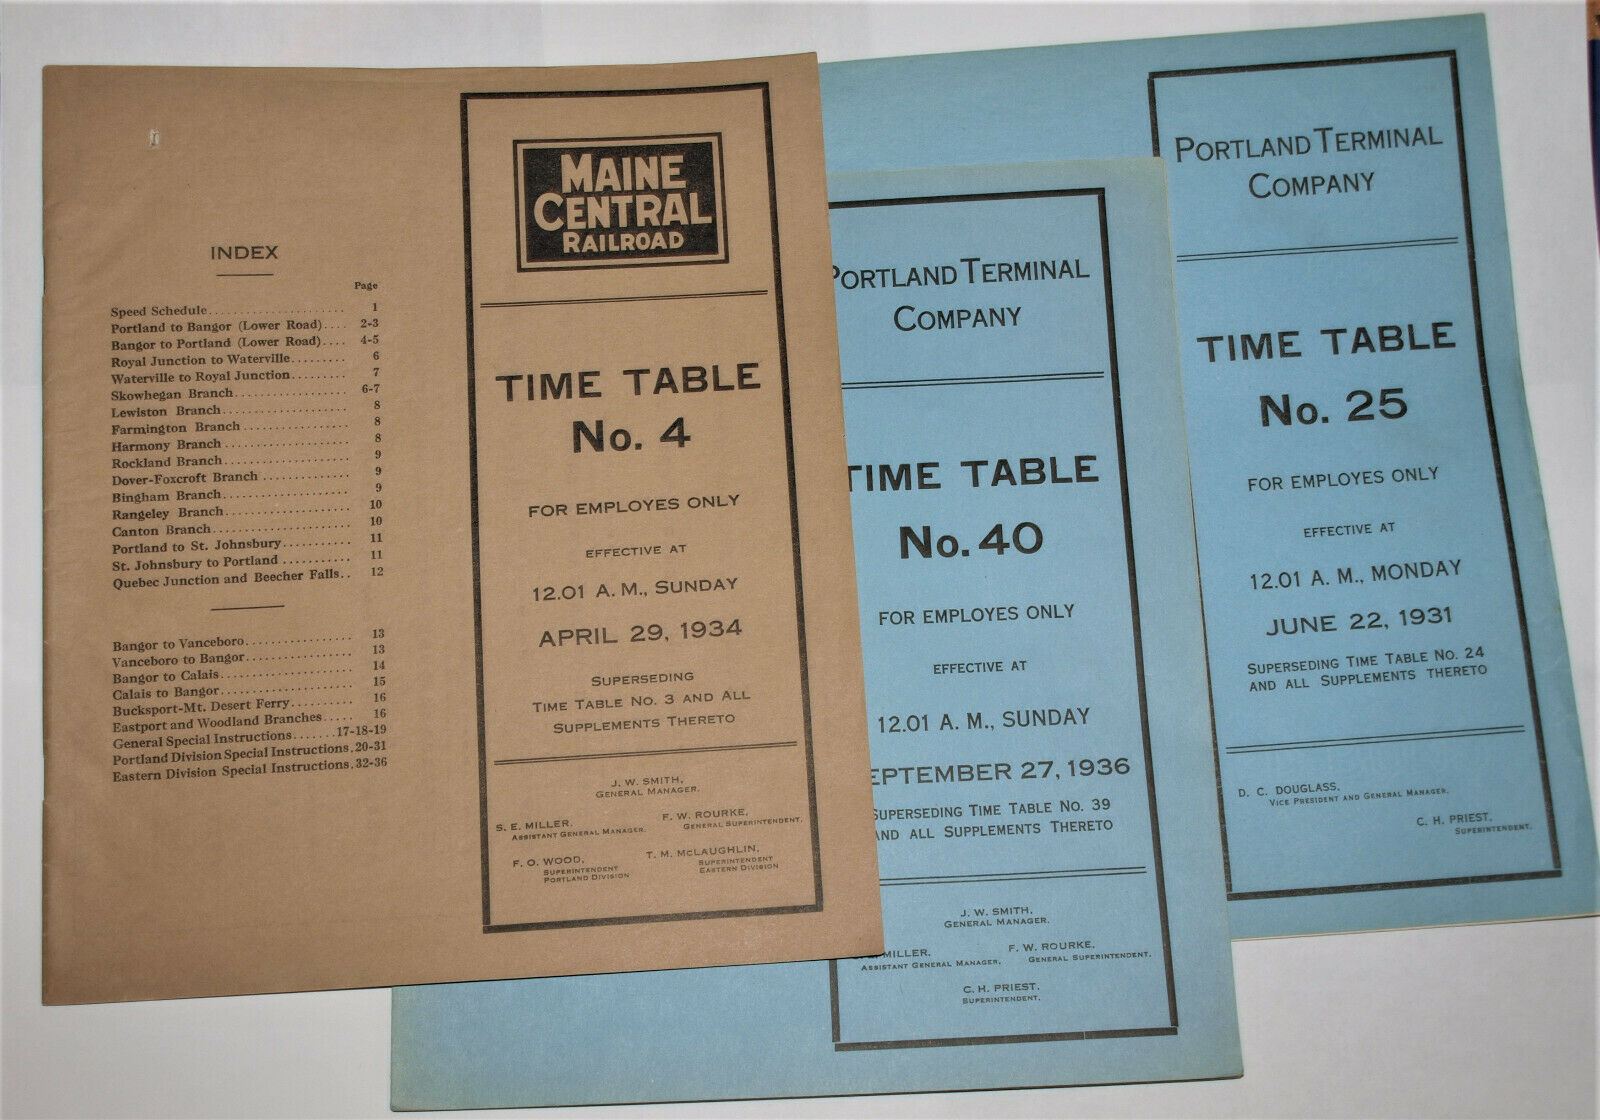 INDEX
Page
Speed Schedule........................ 1
Portland to Bangor (Lower Road).... 2-3
Bangor to Portland (Lower Road).... 4-5
Royal Junction to Waterville......... 6
Waterville to Royal Junction......... 7
Skowhegan Branch................... 6-7
Lewiston Branch...................... 8
Farmington Branch................... 8
Harmony Branch...................... 8
Rockland Branch...................... 9
Dover-Foxcroft Branch............... 9
Bingham Branch...................... 9
Rangeley Branch...................... 10
Canton Branch........................ 10
Portland to St. Johnsbury............ 11
St. Johnsbury to Portland............ 11
Quebec Junction and Beecher Falls.. 12
Bangor to Vanceboro................. 13
Vanceboro to Bangor................. 13
Bangor to Calais...................... 14
Calais to Bangor...................... 15
Bucksport-Mt. Desert Ferry.......... 16
Eastport and Woodland Branches..... 16
General Special Instructions.......17-18-19
Portland Division Special Instructions.20-31
Eastern Division Special Instructions.32-36
MAINE
CENTRAL
RAILROAD
TIME TABLE
No. 4
FOR EMPLOYES ONLY
EFFECTIVE AT
12.01 A. M., SUNDAY
APRIL 29, 1934
SUPERSEDING
TIME TABLE NO. 3 AND ALL
SUPPLEMENTS THERETO
J. W. SMITH,
GENERAL MANAGER.
S. E. MILLER,
ASSISTANT GENERAL MANAGER.
F. W. ROURKE,
GENERAL SUPERINTENDENT.
F. O. WOOD,
SUPERINTENDENT
PORTLAND DIVISION
T. M. McLAUGHLIN,
SUPERINTENDENT
EASTERN DIVISION
PORTLAND TERMINAL
COMPANY
TIME TABLE
No. 40
FOR EMPLOYES ONLY
EFFECTIVE AT
12.01 A. M., SUNDAY
EPTEMBER 27, 1936
SUPERSEDING TIME TABLE NO. 39
AND ALL SUPPLEMENTS THERETO
J. W. SMITH,
GENERAL MANAGER.
MILLER,
ASSISTANT GENERAL MANAGER.
F. W. ROURKE,
GENERAL SUPERINTENDENT.
C. H. PRIEST,
SUPERINTENDENT.
PORTLAND TERMINAL
COMPANY
TIME TABLE
No. 25
FOR EMPLOYES ONLY
EFFECTIVE AT
12.01 A. M., MONDAY
JUNE 22, 1931
SUPERSEDING TIME TABLE NO. 24
AND ALL SUPPLEMENTS THERETO
D. C. DOUGLASS,
VICE PRESIDENT AND GENERAL MANAGER.
C. H. PRIEST,
SUPERINTENDENT.